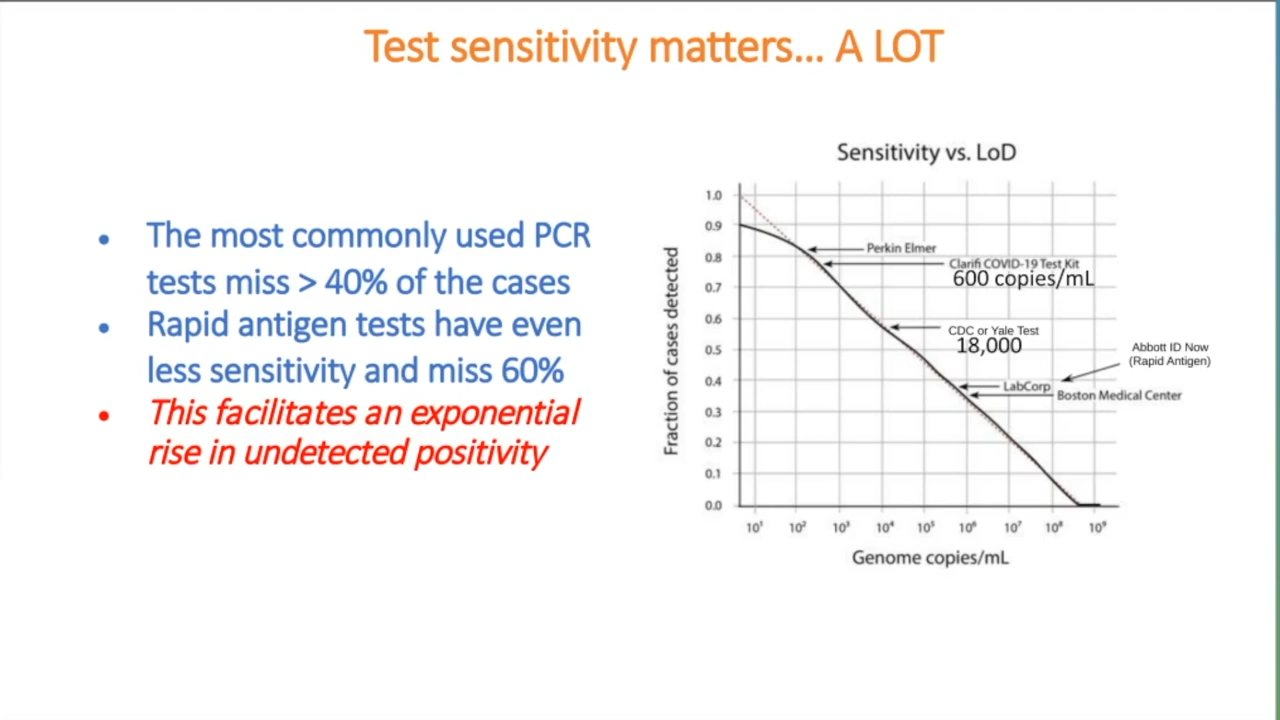 Test sensitivity matters... A LOT
• The most commonly used PCR
tests miss > 40% of the cases
• Rapid antigen tests have even
less sensitivity and miss 60%
• This facilitates an exponential
rise in undetected positivity
Sensitivity vs. LoD
Fraction of cases detected
1.0
0.9
0.8
0.7
0.6
0.5
0.4
0.3
0.2
0.1
0.0
Perkin Elmer
Clarifi COVID-19 Test Kit
600 copies/mL
CDC or Yale Test
18,000
Abbott ID Now
(Rapid Antigen)
LabCorp
Boston Medical Center
10¹ 10² 10³ 10⁴ 10⁵ 10⁶ 10⁷ 10⁸ 10⁹
Genome copies/mL